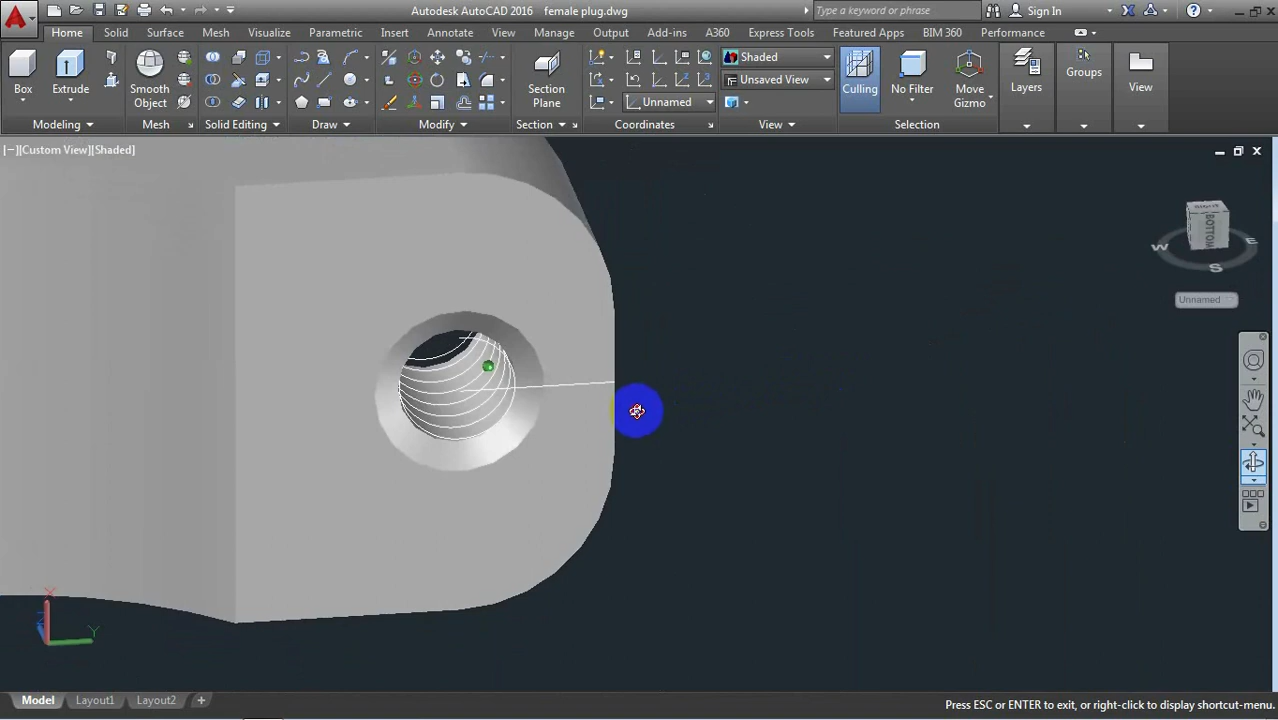 Autodesk AutoCAD 2016 female plug.dwg
Type a keyword or phrase
Sign In
Home Solid Surface Mesh Visualize Parametric Insert Annotate View Manage Output Add-ins A360 Express Tools Featured Apps BIM 360 Performance
Box
Extrude
Smooth
Object
Section
Plane
Unnamed
Shaded
Unsaved View
Culling
No Filter
Move
Gizmo
Layers
Groups
View
Modeling
Mesh
Solid Editing
Draw
Modify
Section
Coordinates
View
Selection
[−][Custom View][Shaded]
RIGHT
BOTTOM
W
E
S
Unnamed
X
Z
Y
Model Layout1 Layout2
Press ESC or ENTER to exit, or right-click to display shortcut-menu.